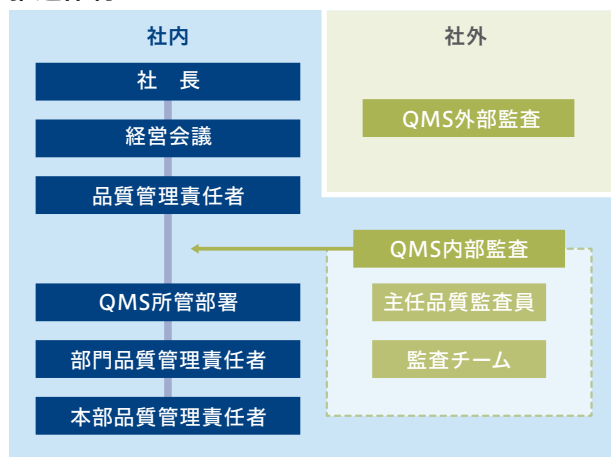 社内
社　長
経営会議
品質管理責任者
QMS所管部署
部門品質管理責任者
本部品質管理責任者
社外
QMS外部監査
QMS内部監査
主任品質監査員
監査チーム